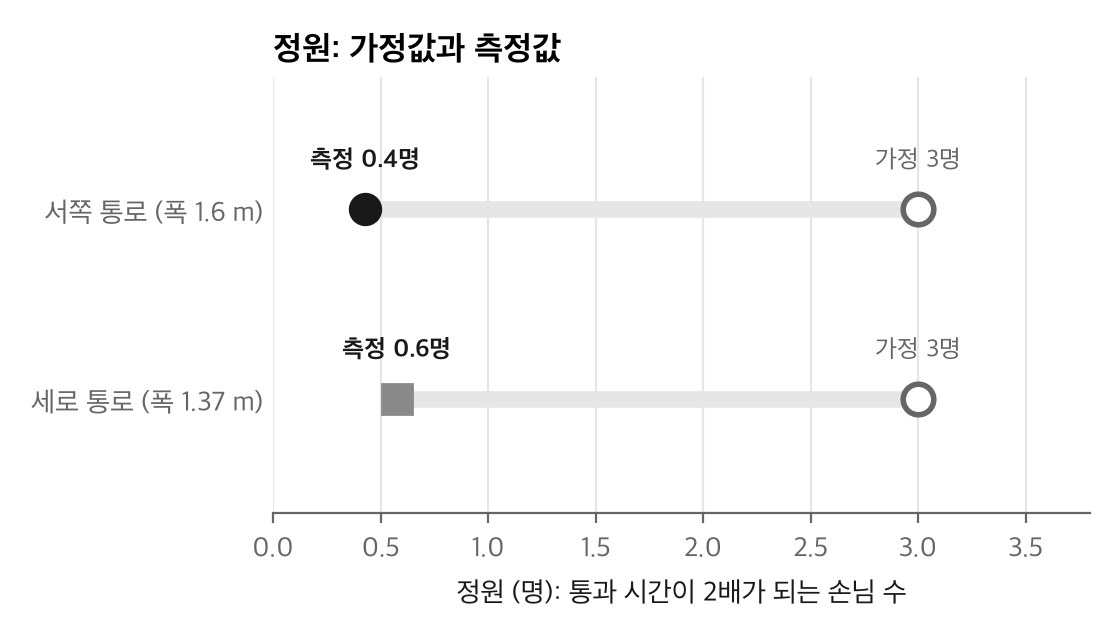 정원: 가정값과 측정값
측정 0.4명
가정 3명
서쪽 통로 (폭 1.6 m)
측정 0.6명
가정 3명
세로 통로 (폭 1.37 m)
0.0 0.5 1.0 1.5 2.0 2.5 3.0 3.5
정원 (명): 통과 시간이 2배가 되는 손님 수